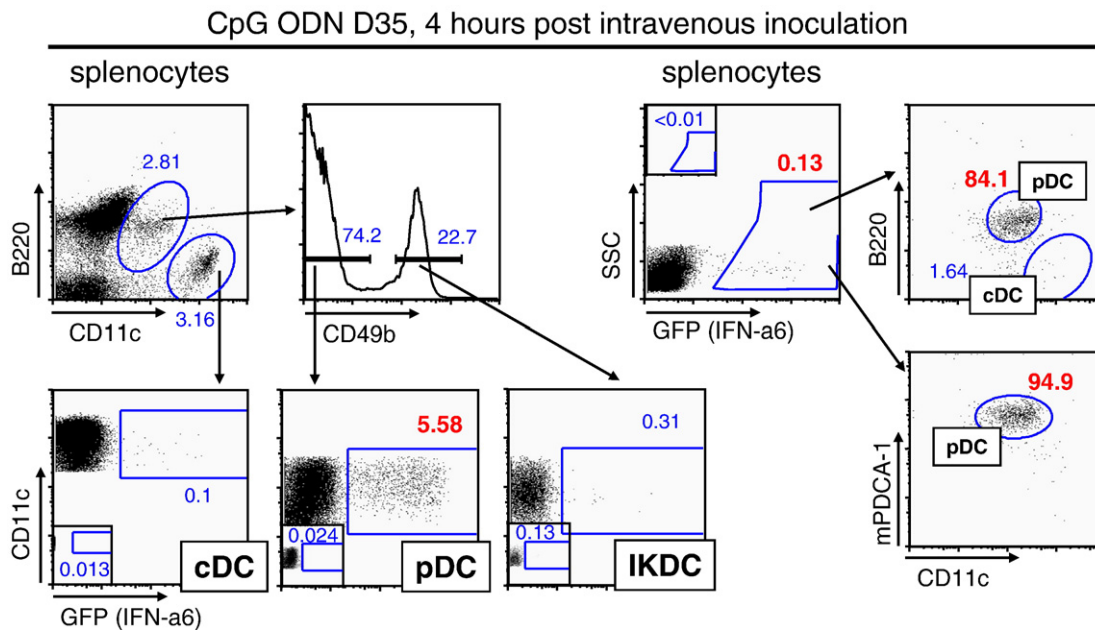 CpG ODN D35, 4 hours post intravenous inoculation
splenocytes
2.81
B220
3.16
CD11c
74.2
22.7
CD49b
splenocytes
<0.01
0.13
SSC
GFP (IFN-a6)
84.1
pDC
B220
1.64
cDC
CD11c
0.1
0.013
cDC
GFP (IFN-a6)
5.58
0.024
pDC
0.31
0.13
IKDC
94.9
pDC
mPDCA-1
CD11c